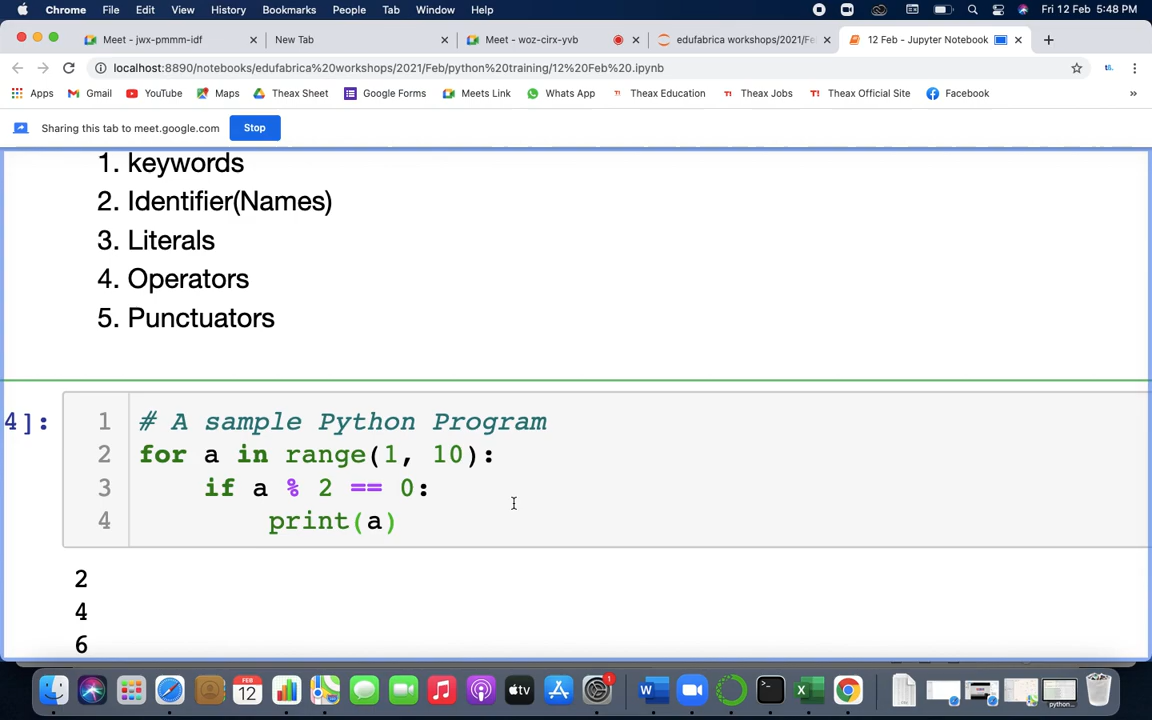 Chrome File Edit View History Bookmarks People Tab Window Help Fri 12 Feb 5:48 PM
Meet - jwx-pmmm-idf New Tab Meet - woz-cirx-yvb edufabrica workshops/2021/Fe 12 Feb - Jupyter Notebook
localhost:8890/notebooks/edufabrica%20workshops/2021/Feb/python%20training/12%20Feb%20.ipynb
Apps Gmail YouTube Maps Theax Sheet Google Forms Meets Link Whats App Theax Education Theax Jobs Theax Official Site Facebook »
Sharing this tab to meet.google.com Stop
1. keywords
2. Identifier(Names)
3. Literals
4. Operators
5. Punctuators
4]: 1 # A sample Python Program
2 for a in range(1, 10):
3 if a % 2 == 0:
4 print(a)
2
4
6
FEB
12
tv
1
python...